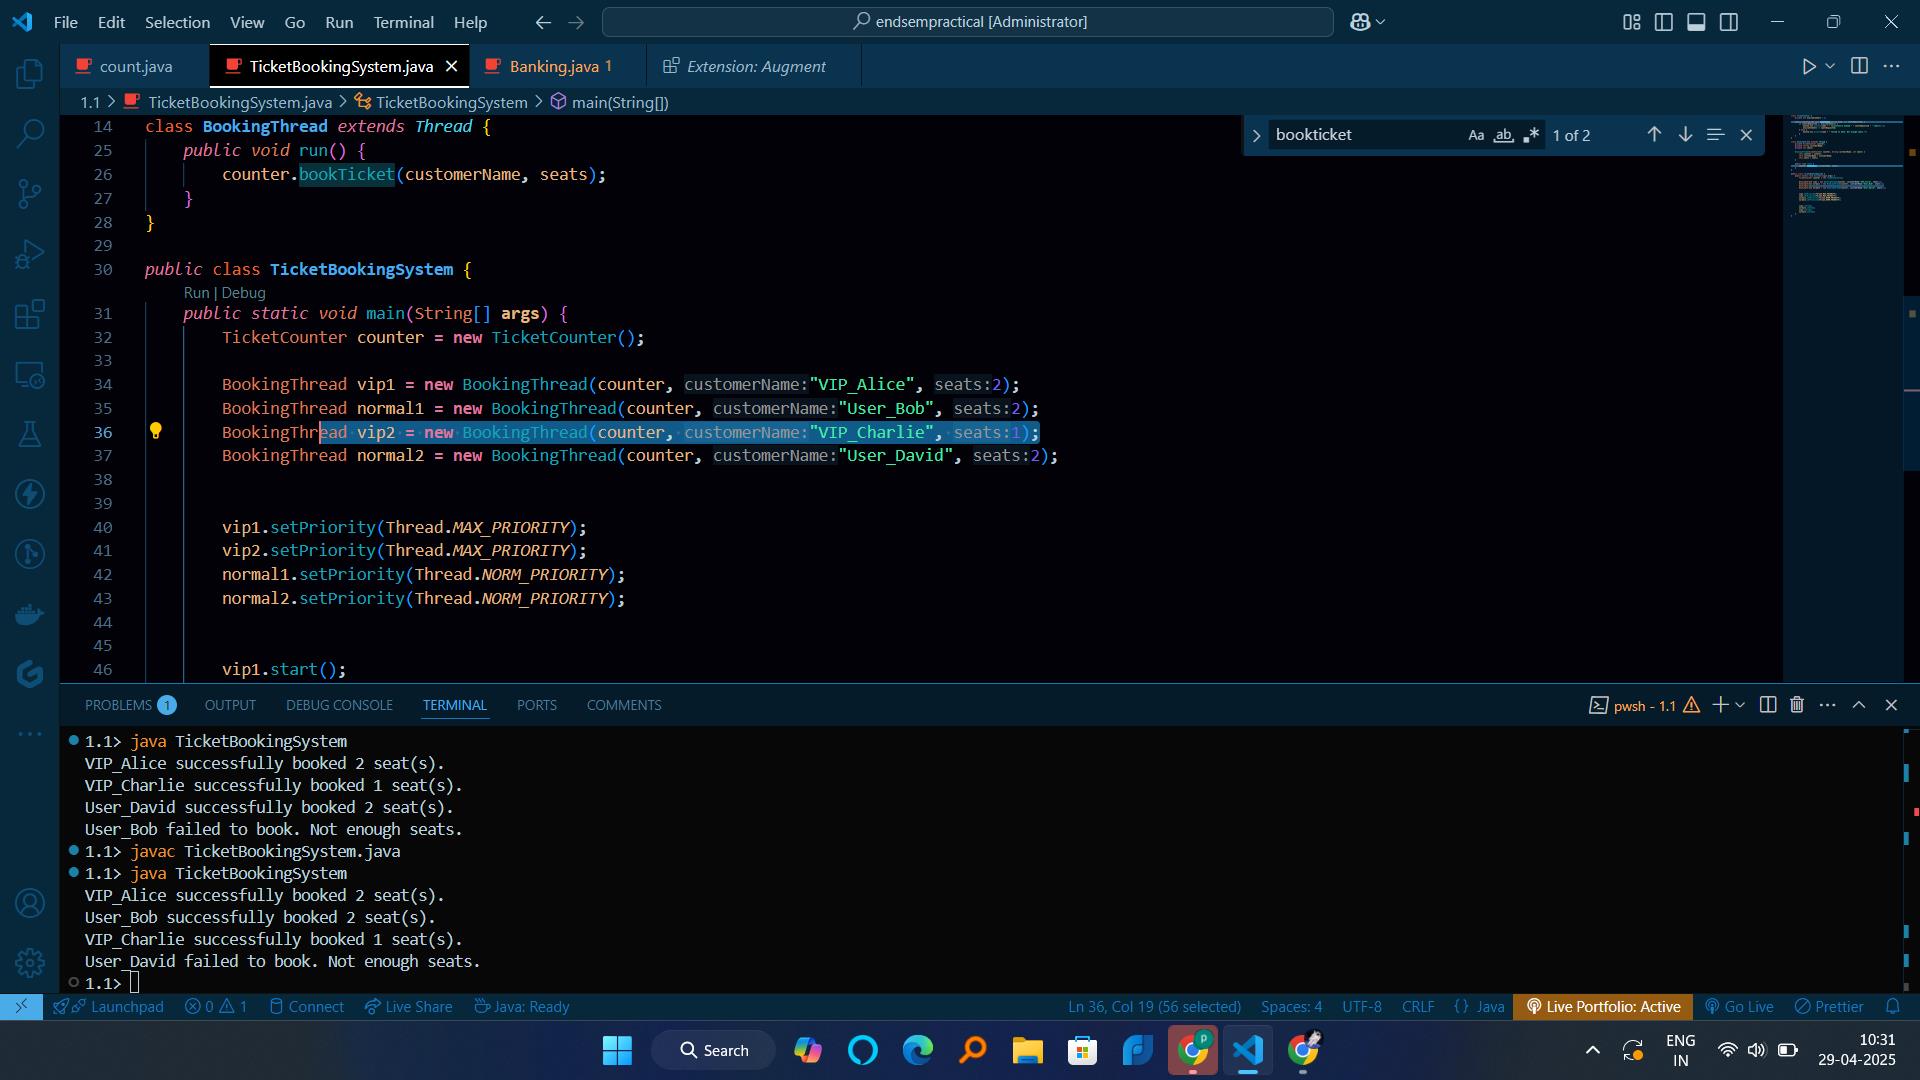 File Edit Selection View Go Run Terminal Help
endsempractical [Administrator]
count.java TicketBookingSystem.java Banking.java 1 Extension: Augment
1.1 > TicketBookingSystem.java > TicketBookingSystem > main(String[])
bookticket Aa ab 1 of 2
14 class BookingThread extends Thread {
25 public void run() {
26 counter.bookTicket(customerName, seats);
27 }
28 }
29
30 public class TicketBookingSystem {
Run | Debug
31 public static void main(String[] args) {
32 TicketCounter counter = new TicketCounter();
33
34 BookingThread vip1 = new BookingThread(counter, customerName:"VIP_Alice", seats:2);
35 BookingThread normal1 = new BookingThread(counter, customerName:"User_Bob", seats:2);
36 BookingThread vip2 = new BookingThread(counter, customerName:"VIP_Charlie", seats:1);
37 BookingThread normal2 = new BookingThread(counter, customerName:"User_David", seats:2);
38
39
40 vip1.setPriority(Thread.MAX_PRIORITY);
41 vip2.setPriority(Thread.MAX_PRIORITY);
42 normal1.setPriority(Thread.NORM_PRIORITY);
43 normal2.setPriority(Thread.NORM_PRIORITY);
44
45
46 vip1.start();
PROBLEMS 1 OUTPUT DEBUG CONSOLE TERMINAL PORTS COMMENTS
pwsh - 1.1
1.1> java TicketBookingSystem
VIP_Alice successfully booked 2 seat(s).
VIP_Charlie successfully booked 1 seat(s).
User_David successfully booked 2 seat(s).
User_Bob failed to book. Not enough seats.
1.1> javac TicketBookingSystem.java
1.1> java TicketBookingSystem
VIP_Alice successfully booked 2 seat(s).
User_Bob successfully booked 2 seat(s).
VIP_Charlie successfully booked 1 seat(s).
User_David failed to book. Not enough seats.
1.1>
Launchpad 0 1 Connect Live Share Java: Ready
Ln 36, Col 19 (56 selected) Spaces: 4 UTF-8 CRLF {} Java Live Portfolio: Active Go Live Prettier
Search
ENG
IN
10:31
29-04-2025